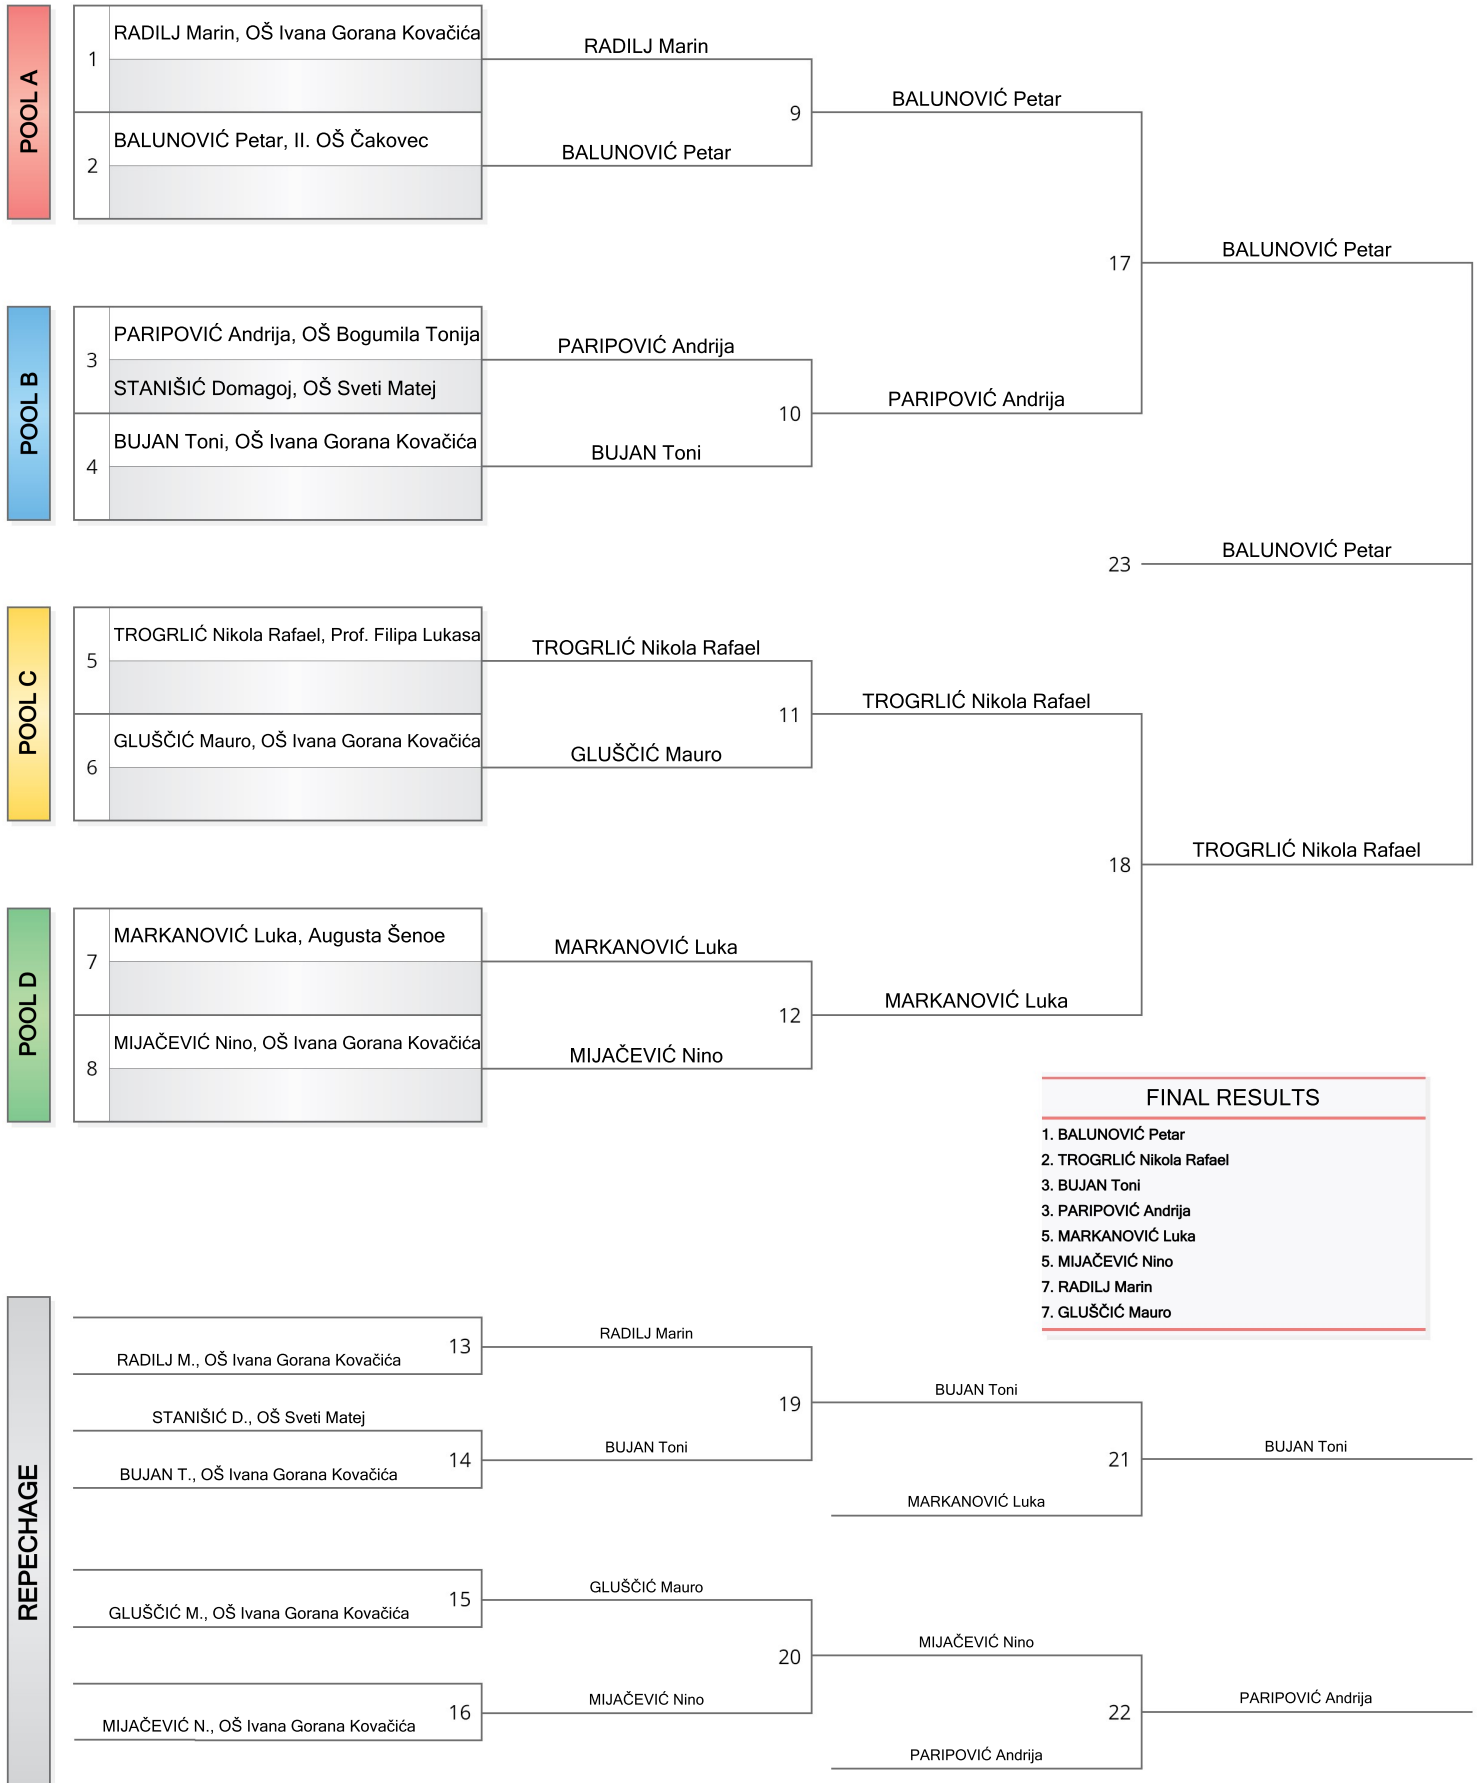 POOL A
1
RADILJ Marin, OŠ Ivana Gorana Kovačića
2
BALUNOVIĆ Petar, II. OŠ Čakovec
RADILJ Marin
BALUNOVIĆ Petar
9
BALUNOVIĆ Petar
17
BALUNOVIĆ Petar
POOL B
3
PARIPOVIĆ Andrija, OŠ Bogumila Tonija
STANIŠIĆ Domagoj, OŠ Sveti Matej
4
BUJAN Toni, OŠ Ivana Gorana Kovačića
PARIPOVIĆ Andrija
BUJAN Toni
10
PARIPOVIĆ Andrija
23
BALUNOVIĆ Petar
POOL C
5
TROGRLIĆ Nikola Rafael, Prof. Filipa Lukasa
6
GLUŠČIĆ Mauro, OŠ Ivana Gorana Kovačića
TROGRLIĆ Nikola Rafael
GLUŠČIĆ Mauro
11
TROGRLIĆ Nikola Rafael
18
TROGRLIĆ Nikola Rafael
POOL D
7
MARKANOVIĆ Luka, Augusta Šenoe
8
MIJAČEVIĆ Nino, OŠ Ivana Gorana Kovačića
MARKANOVIĆ Luka
MIJAČEVIĆ Nino
12
MARKANOVIĆ Luka
FINAL RESULTS
1. BALUNOVIĆ Petar
2. TROGRLIĆ Nikola Rafael
3. BUJAN Toni
3. PARIPOVIĆ Andrija
5. MARKANOVIĆ Luka
5. MIJAČEVIĆ Nino
7. RADILJ Marin
7. GLUŠČIĆ Mauro
REPECHAGE
13
RADILJ M., OŠ Ivana Gorana Kovačića
STANIŠIĆ D., OŠ Sveti Matej
14
BUJAN T., OŠ Ivana Gorana Kovačića
RADILJ Marin
BUJAN Toni
19
BUJAN Toni
MARKANOVIĆ Luka
21
BUJAN Toni
15
GLUŠČIĆ M., OŠ Ivana Gorana Kovačića
16
MIJAČEVIĆ N., OŠ Ivana Gorana Kovačića
GLUŠČIĆ Mauro
MIJAČEVIĆ Nino
20
MIJAČEVIĆ Nino
PARIPOVIĆ Andrija
22
PARIPOVIĆ Andrija